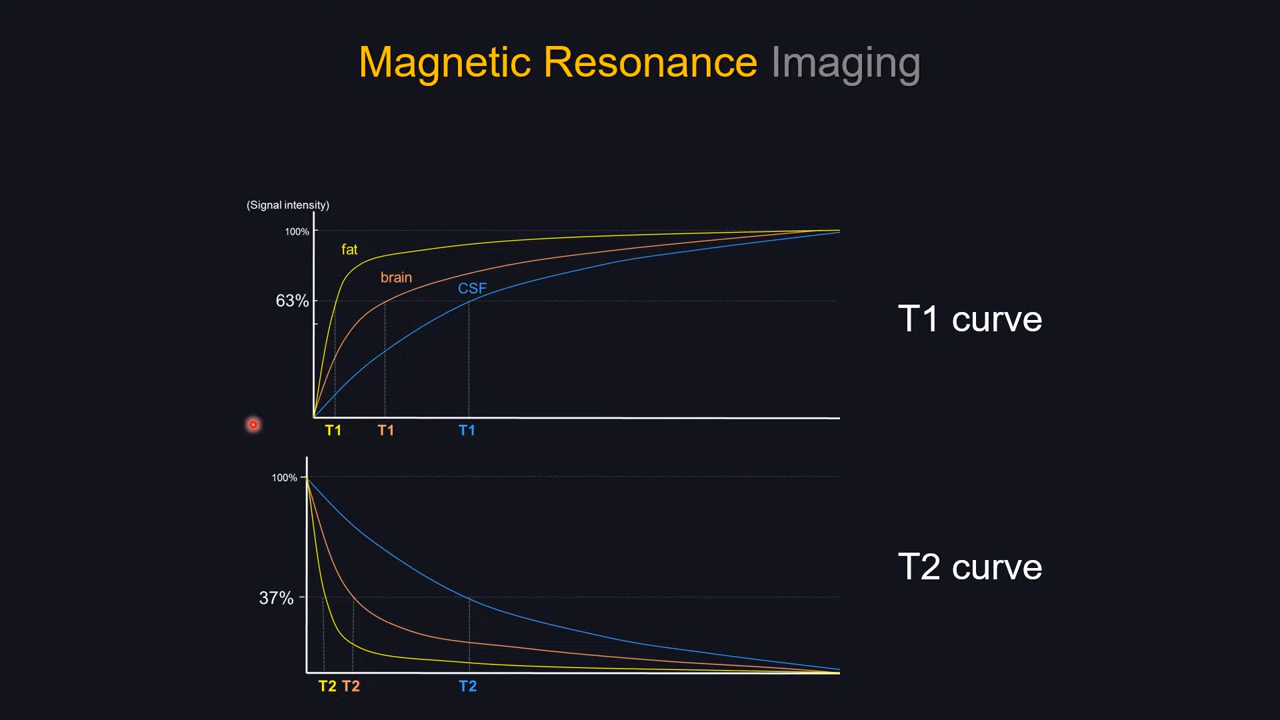 Magnetic Resonance Imaging
(Signal intensity)
100%
fat
brain
CSF
63%
T1 curve
T1 T1 T1
100%
T2 curve
37%
T2 T2 T2